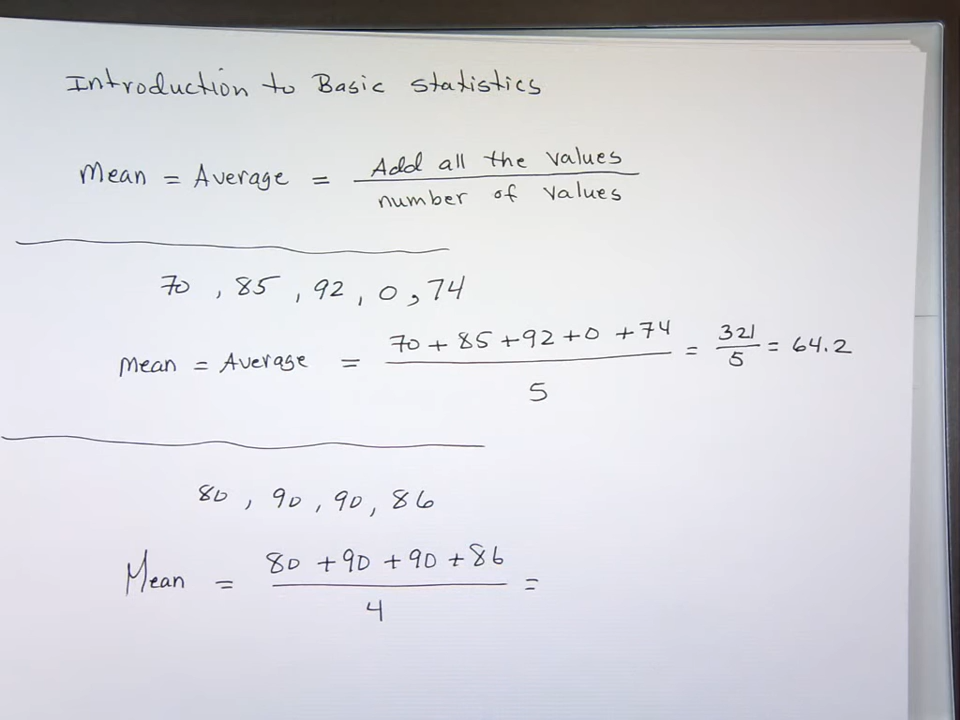 Introduction to Basic Statistics
Mean = Average = Add all the values
number of values
70 , 85 , 92 , 0 , 74
Mean = Average = 70 + 85 + 92 + 0 + 74 = 321 = 64.2
5 5
80 , 90 , 90 , 86
Mean = 80 + 90 + 90 + 86 =
4